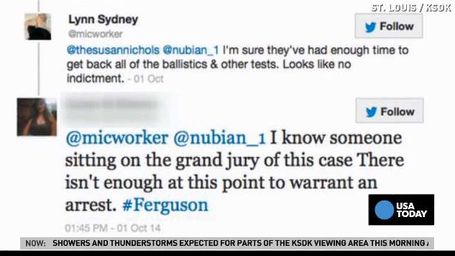 ST. LOUIS / KSDK
Lynn Sydney
@micworker
Follow
@thesusannichols @nubian_1 I'm sure they've had enough time to
get back all of the ballistics & other tests. Looks like no
indictment. - 01 Oct
Follow
@micworker @nubian_1 I know someone
sitting on the grand jury of this case There
isn't enough at this point to warrant an
arrest. #Ferguson
01:45 PM - 01 Oct 14
USA
TODAY
NOW: SHOWERS AND THUNDERSTORMS EXPECTED FOR PARTS OF THE KSDK VIEWING AREA THIS MORNING